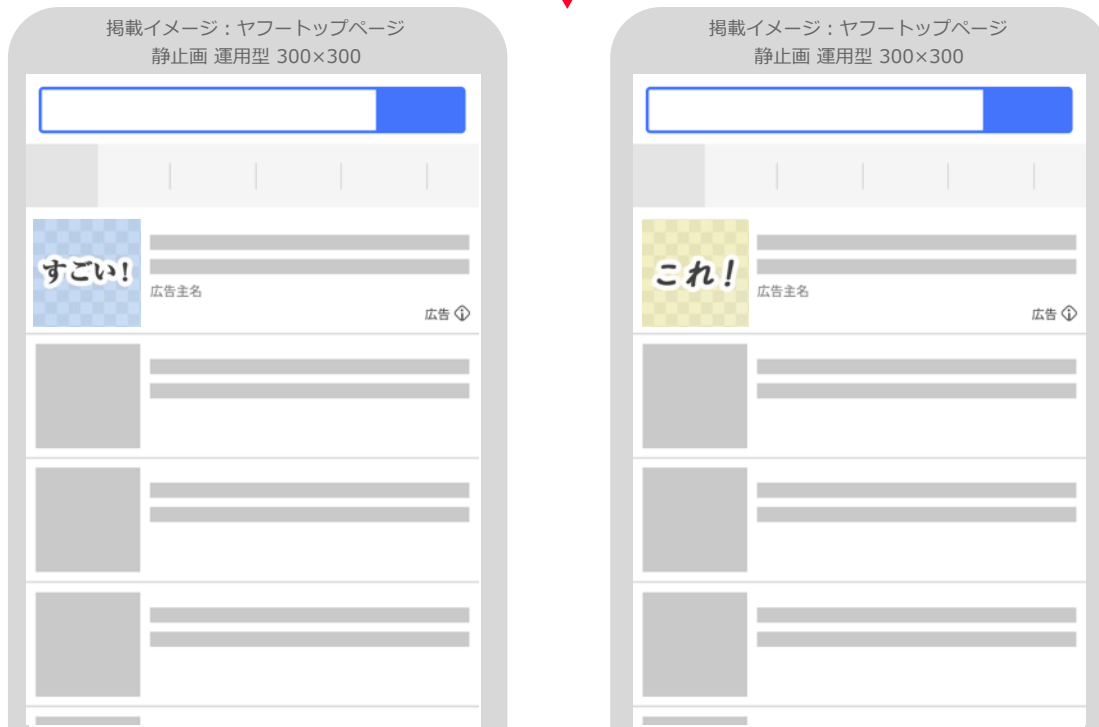 掲載イメージ：ヤフートップページ
静止画 運用型 300×300
すごい!
広告主名
広告
掲載イメージ：ヤフートップページ
静止画 運用型 300×300
これ!
広告主名
広告